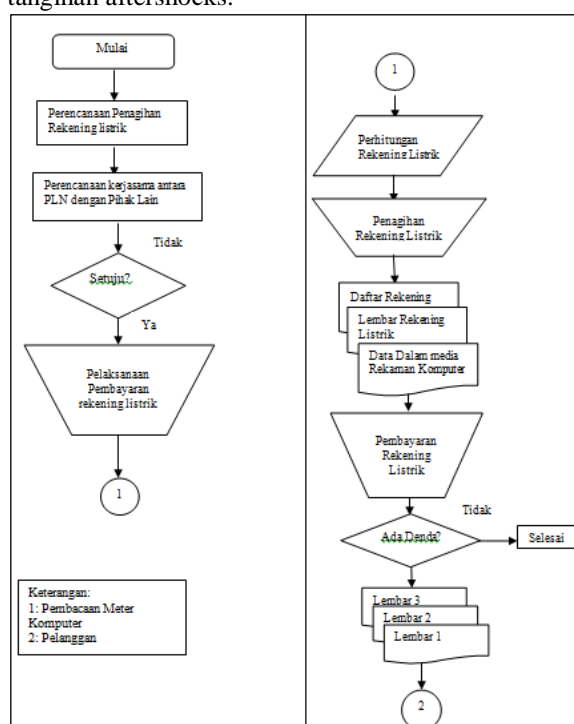 tangihan aftershocks.
Mulai
Perencanaan Penagihan
Rekening listrik
Perencanaan kerjasama antara
PLN dengan Pihak Lain
Tidak
Setuju?
Ya
Pelaksanaan
Pembayaran
rekening listrik
1
Keterangan:
1: Pembacaan Meter
Komputer
2: Pelanggan
1
Perhitungan
Rekening Listrik
Penagihan
Rekening Listrik
Daftar Rekening
Lembar Rekening
Listrik
Data Dalam media
Rekaman Komputer
Pembayaran
Rekening
Listrik
Tidak
Ada Denda?
Selesai
Lembar 3
Lembar 2
Lembar 1
2